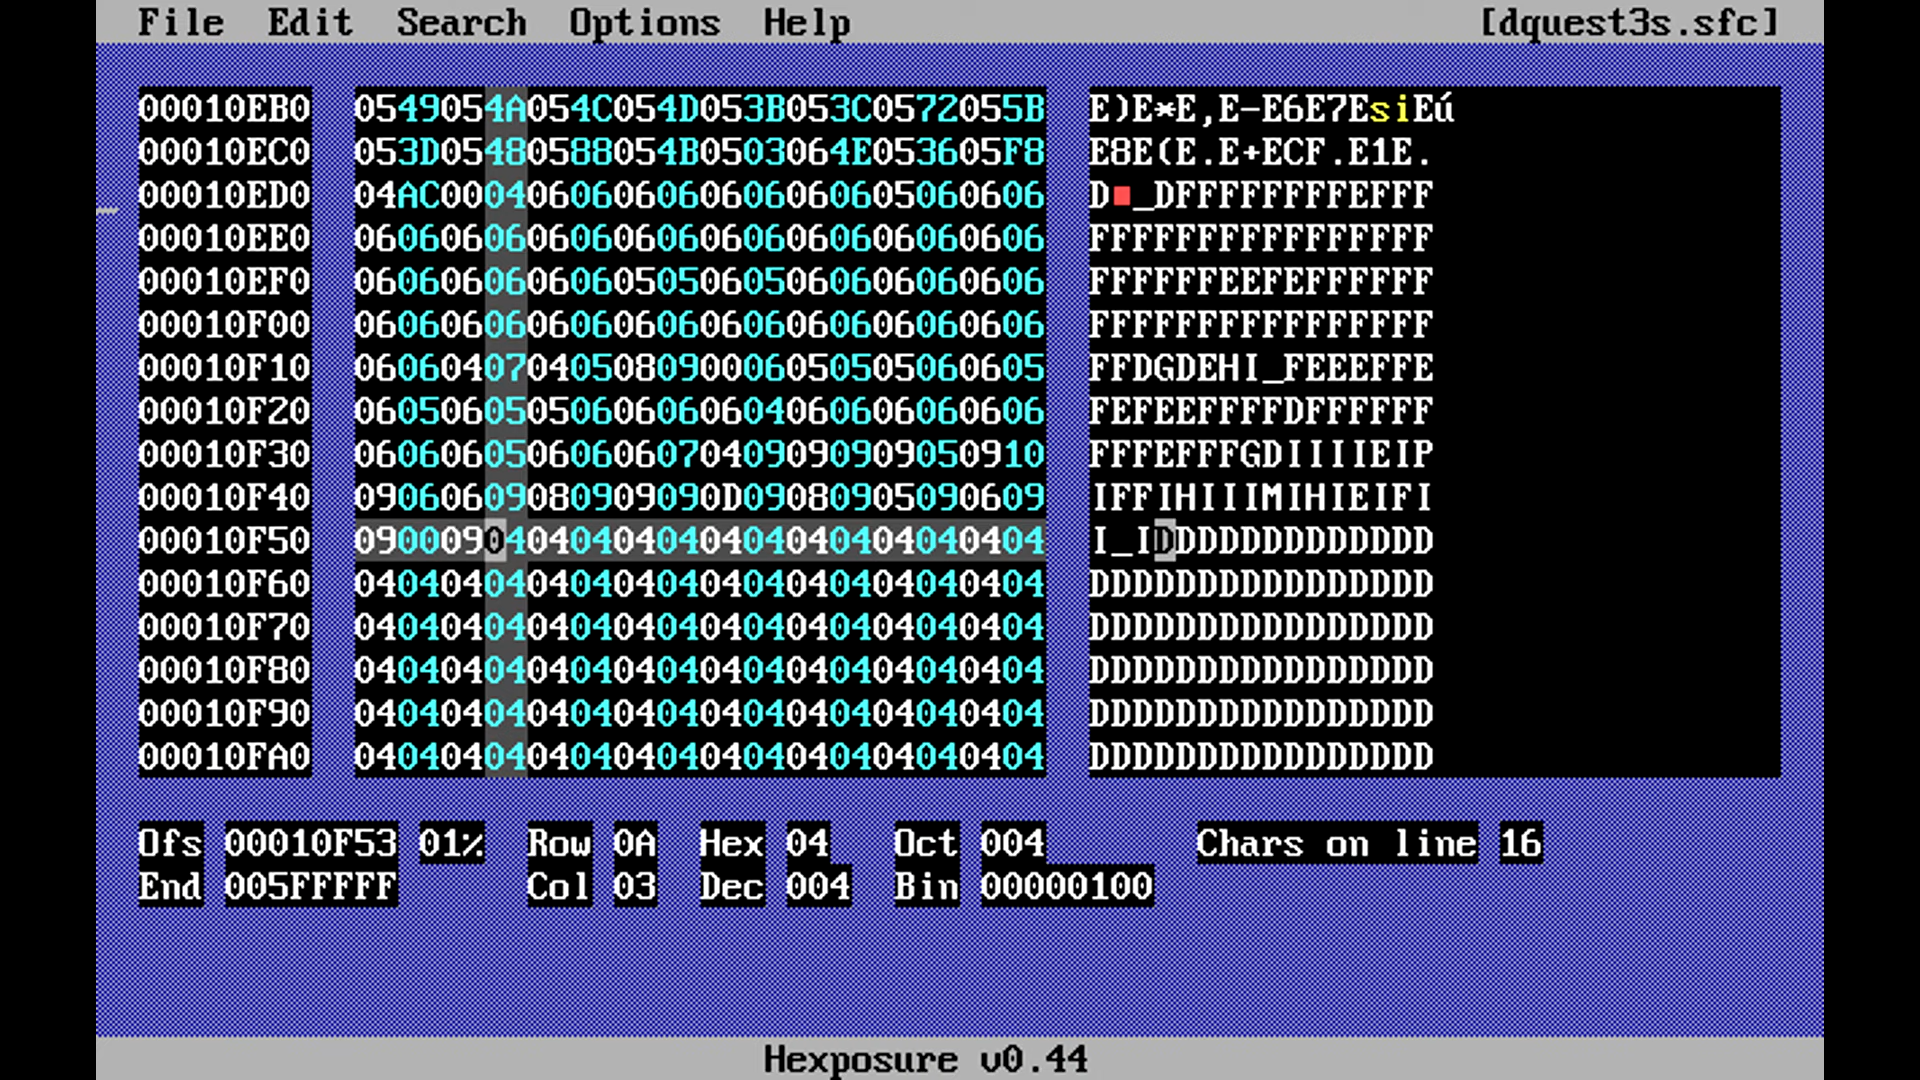 File Edit Search Options Help [dquest3s.sfc]
00010EB0 0549054A054C054D053B053C0572055B E)E*E,E-E6E7EsiEú
00010EC0 053D05480588054B0503064E053605F8 E8E(E.E+ECF.E1E.
00010ED0 04AC0004060606060606060605060606 D■_DFFFFFFFFEFFF
00010EE0 06060606060606060606060606060606 FFFFFFFFFFFFFFFF
00010EF0 06060606060605050605060606060606 FFFFFFEEFEFFFFFF
00010F00 06060606060606060606060606060606 FFFFFFFFFFFFFFFF
00010F10 06060407040508090006050505060605 FFDGDEHI_FEEEFFE
00010F20 06050605050606060604060606060606 FEFEEFFFFDFFFFFF
00010F30 06060605060606070409090909050910 FFFEFFFGDIIIIEIP
00010F40 09060609080909090D09080905090609 IFFIHIIIMIHIEIFI
00010F50 09000904040404040404040404040404 I_IDDDDDDDDDDDDD
00010F60 04040404040404040404040404040404 DDDDDDDDDDDDDDDD
00010F70 04040404040404040404040404040404 DDDDDDDDDDDDDDDD
00010F80 04040404040404040404040404040404 DDDDDDDDDDDDDDDD
00010F90 04040404040404040404040404040404 DDDDDDDDDDDDDDDD
00010FA0 04040404040404040404040404040404 DDDDDDDDDDDDDDDD
Ofs 00010F53 01% Row 0A Hex 04 Oct 004 Chars on line 16
End 005FFFFF Col 03 Dec 004 Bin 00000100
Hexposure v0.44